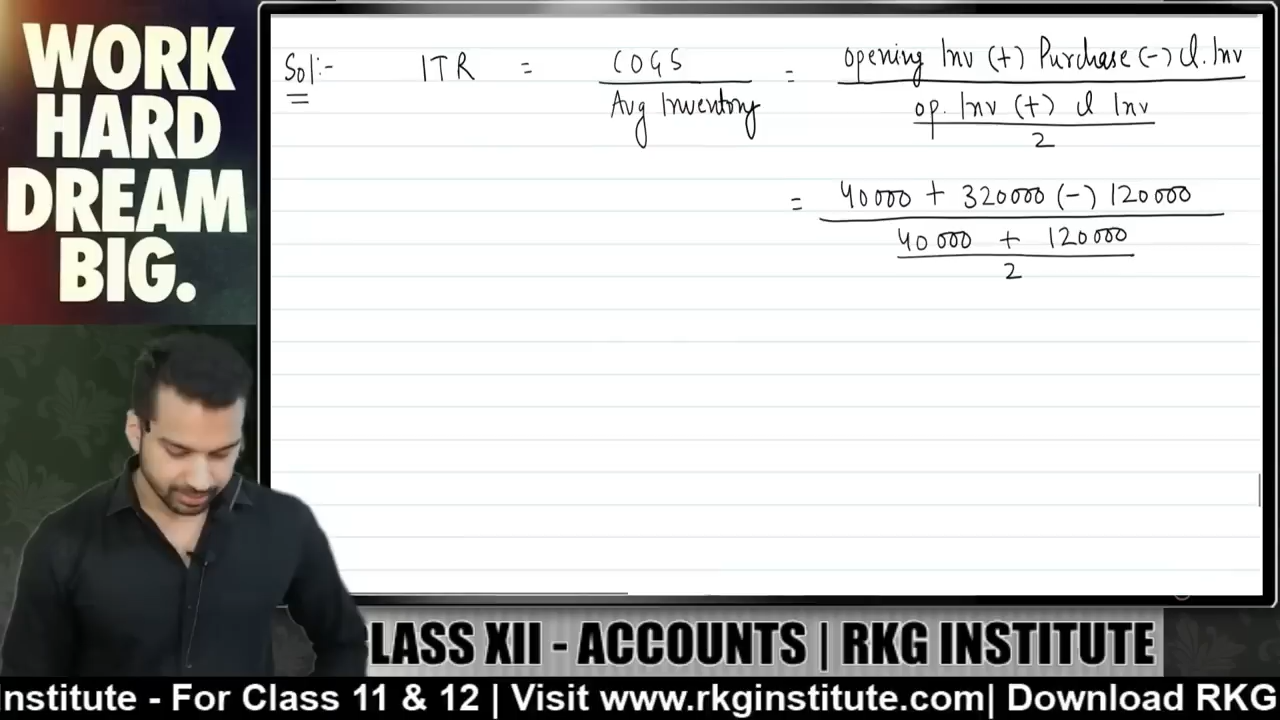 WORK
HARD
DREAM
BIG.
Sol:- ITR = COGS / Avg Inventory = opening Inv (+) Purchase (-) cl. Inv / op. Inv (+) cl Inv / 2
= 40000 + 320000 (-) 120000 / 40000 + 120000 / 2
LASS XII - ACCOUNTS | RKG INSTITUTE
nstitute - For Class 11 & 12 | Visit www.rkginstitute.com| Download RKG